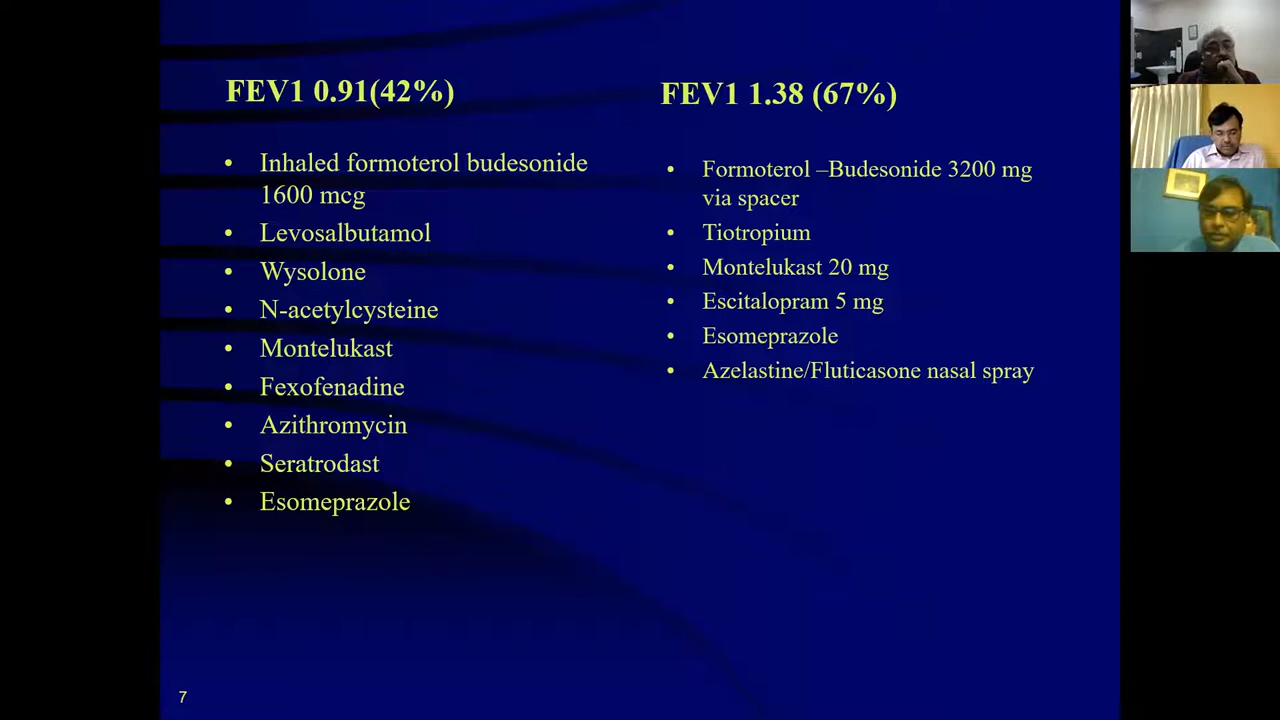 FEV1 0.91(42%)
• Inhaled formoterol budesonide
1600 mcg
• Levosalbutamol
• Wysolone
• N-acetylcysteine
• Montelukast
• Fexofenadine
• Azithromycin
• Seratrodast
• Esomeprazole
FEV1 1.38 (67%)
• Formoterol –Budesonide 3200 mg
via spacer
• Tiotropium
• Montelukast 20 mg
• Escitalopram 5 mg
• Esomeprazole
• Azelastine/Fluticasone nasal spray
7